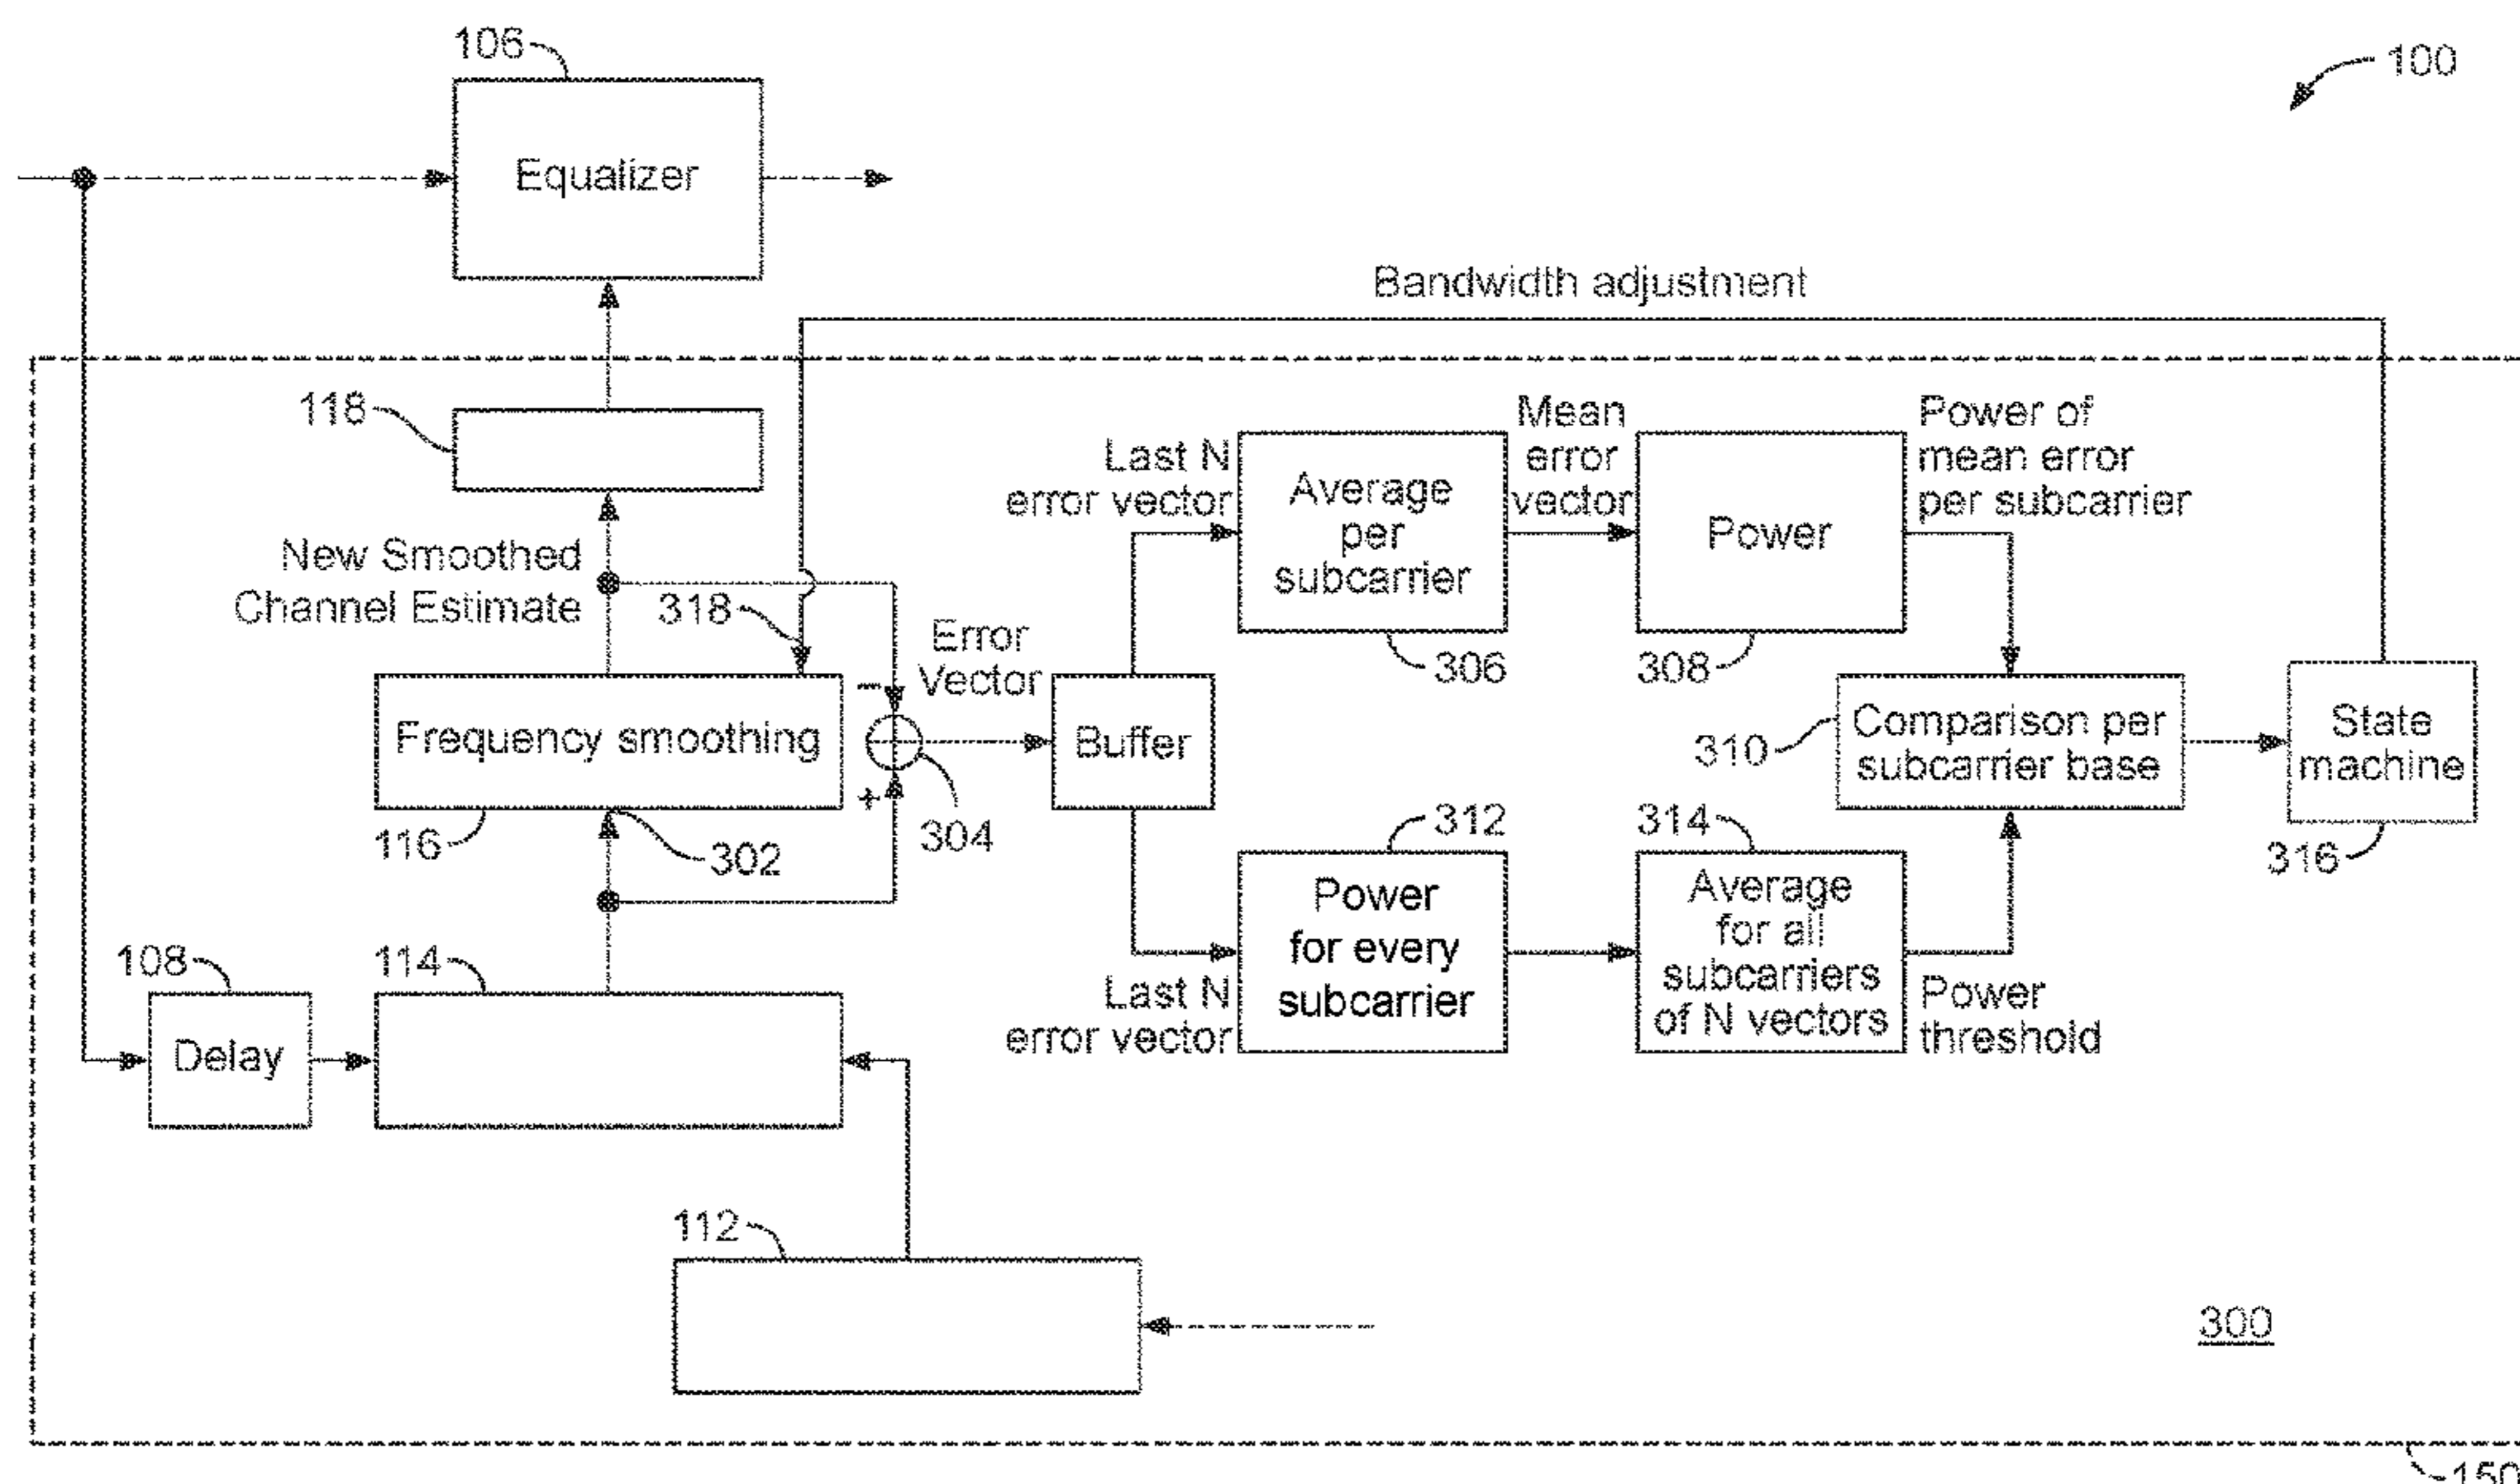 106
100
Equalizer
Bandwidth adjustment
118
Last N
error vector
Average
per
subcarrier
Mean
error
vector
Power
Power of
mean error
per subcarrier
New Smoothed
Channel Estimate
318
Error
Vector
306
308
Frequency smoothing
−
+
304
Buffer
310
Comparison per
subcarrier base
State
machine
316
116
302
312
314
Power
for every
subcarrier
Average
for all
subcarriers
of N vectors
Last N
error vector
Power
threshold
108
114
Delay
112
300
150